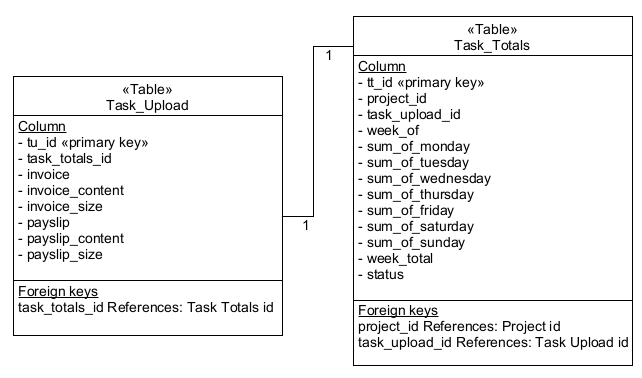 «Table»
Task_Upload
Column
- tu_id «primary key»
- task_totals_id
- invoice
- invoice_content
- invoice_size
- payslip
- payslip_content
- payslip_size
Foreign keys
task_totals_id References: Task Totals id
1
1
«Table»
Task_Totals
Column
- tt_id «primary key»
- project_id
- task_upload_id
- week_of
- sum_of_monday
- sum_of_tuesday
- sum_of_wednesday
- sum_of_thursday
- sum_of_friday
- sum_of_saturday
- sum_of_sunday
- week_total
- status
Foreign keys
project_id References: Project id
task_upload_id References: Task Upload id